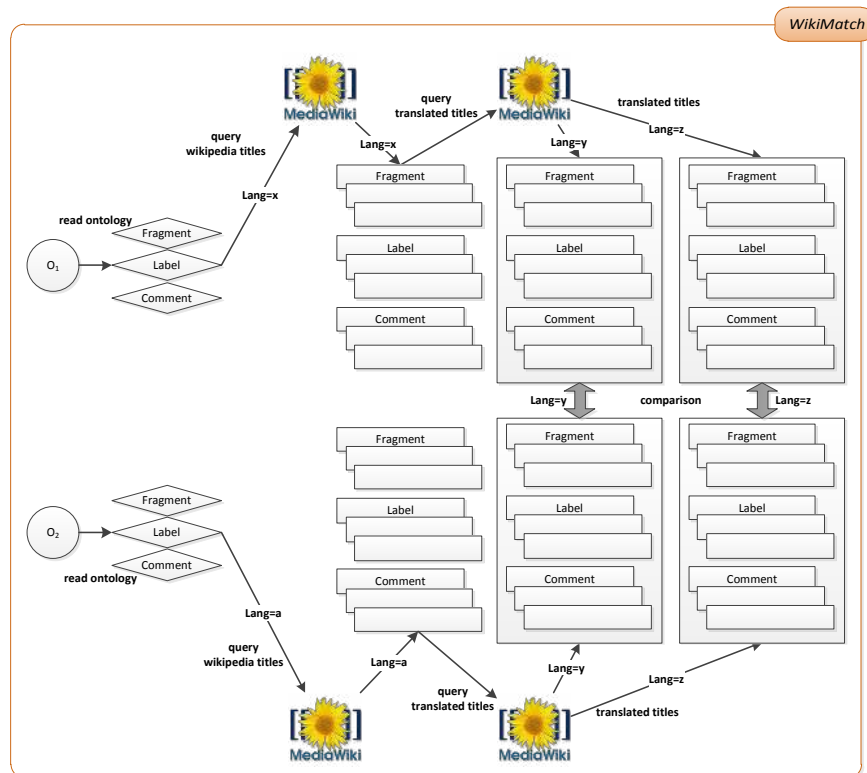 WikiMatch
MediaWiki
MediaWiki
query
wikipedia titles
Lang=x
Lang=x
query
translated titles
translated titles
Lang=y
Lang=z
read ontology
O₁
Fragment
Label
Comment
Fragment
Label
Comment
Fragment
Label
Comment
Fragment
Label
Comment
Lang=y
comparison
Lang=z
Fragment
Label
Comment
Fragment
Label
Comment
Fragment
Label
Comment
O₂
Fragment
Label
Comment
read ontology
Lang=a
query
wikipedia titles
Lang=a
query
translated titles
Lang=y
Lang=z
translated titles
MediaWiki
MediaWiki